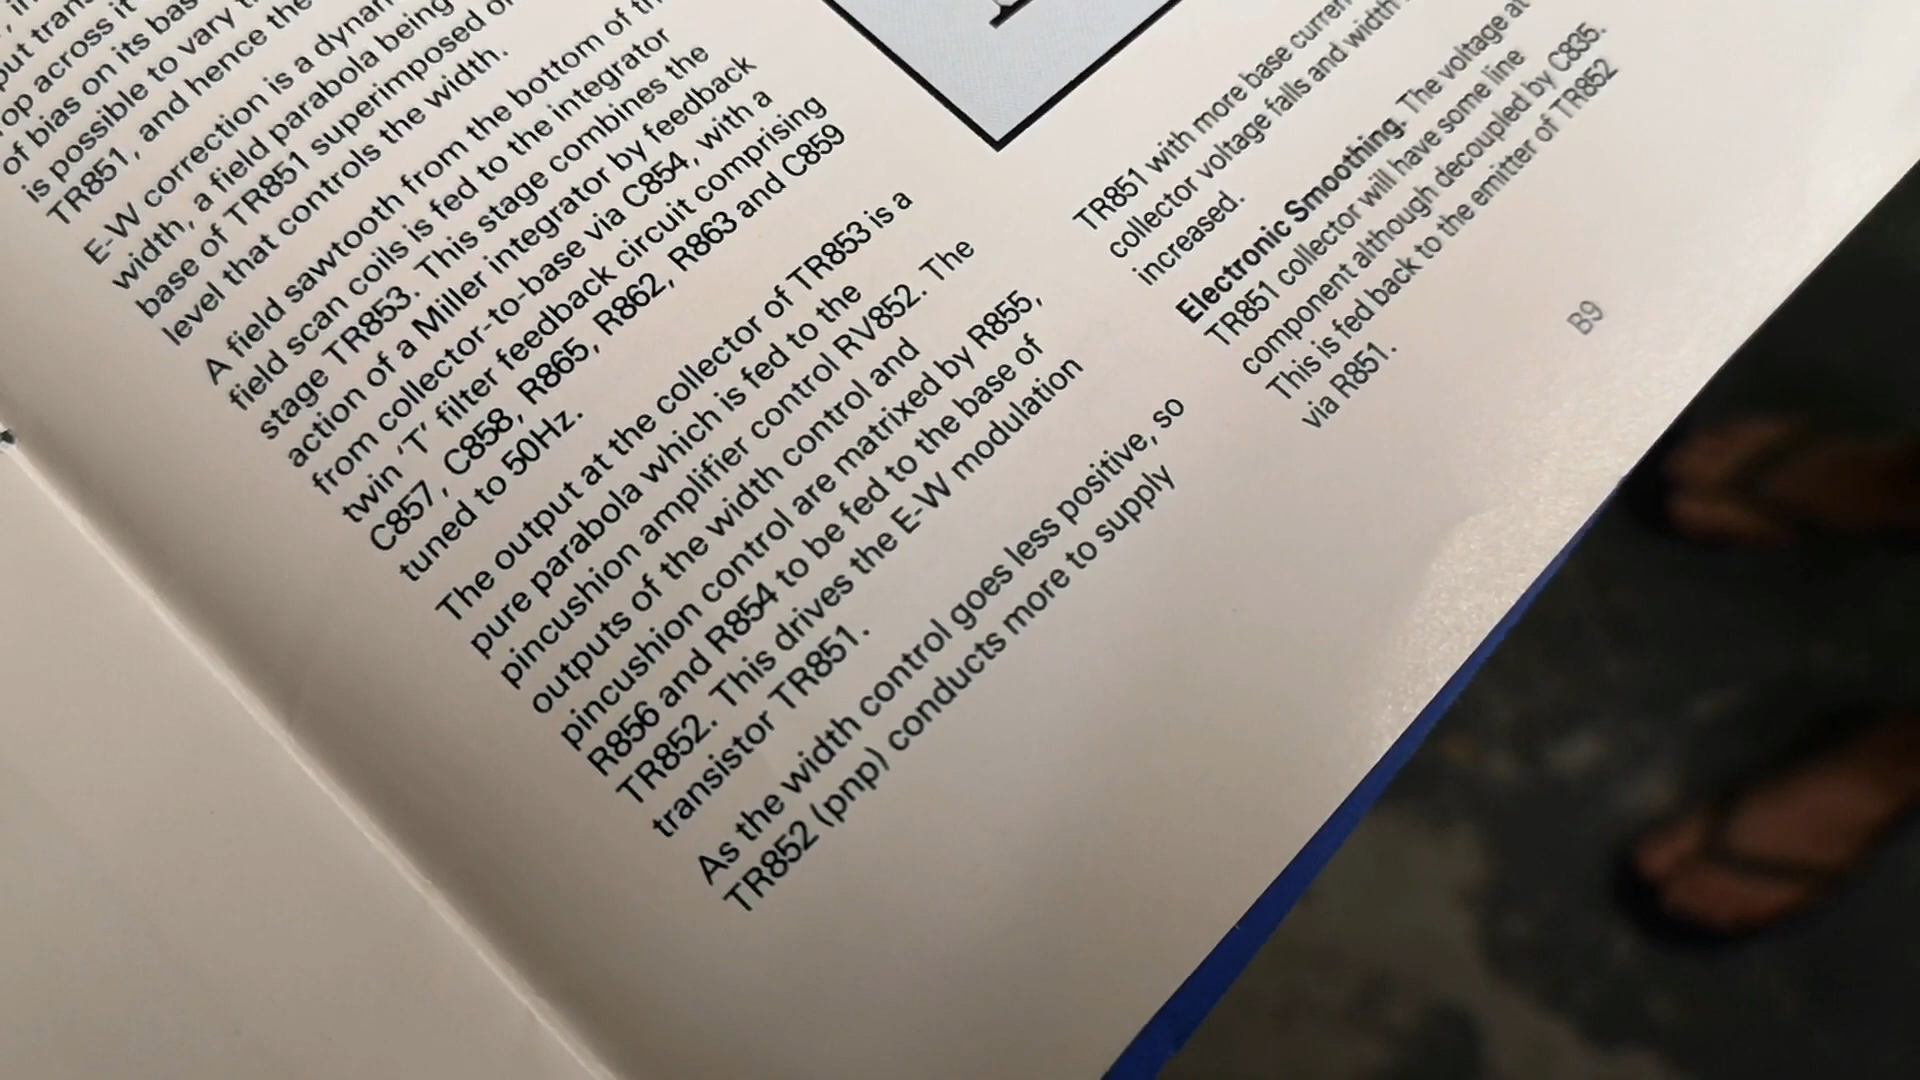 put trans
op across it
of bias on its bas
is possible to vary t
TR851, and hence the
E-W correction is a dynam
width, a field parabola being
base of TR851 superimposed o
level that controls the width.
A field sawtooth from the bottom of th
field scan coils is fed to the integrator
stage TR853. This stage combines the
action of a Miller integrator by feedback
from collector-to-base via C854, with a
twin ‘T’ filter feedback circuit comprising
C857, C858, R865, R862, R863 and C859
tuned to 50Hz.
The output at the collector of TR853 is a
pure parabola which is fed to the
pincushion amplifier control RV852. The
outputs of the width control and
pincushion control are matrixed by R855,
R856 and R854 to be fed to the base of
TR852. This drives the E-W modulation
transistor TR851.
As the width control goes less positive, so
TR852 (pnp) conducts more to supply
TR851 with more base current
collector voltage falls and width
increased.
Electronic Smoothing. The voltage at
TR851 collector will have some line
component although decoupled by C835.
This is fed back to the emitter of TR852
via R851.
B9